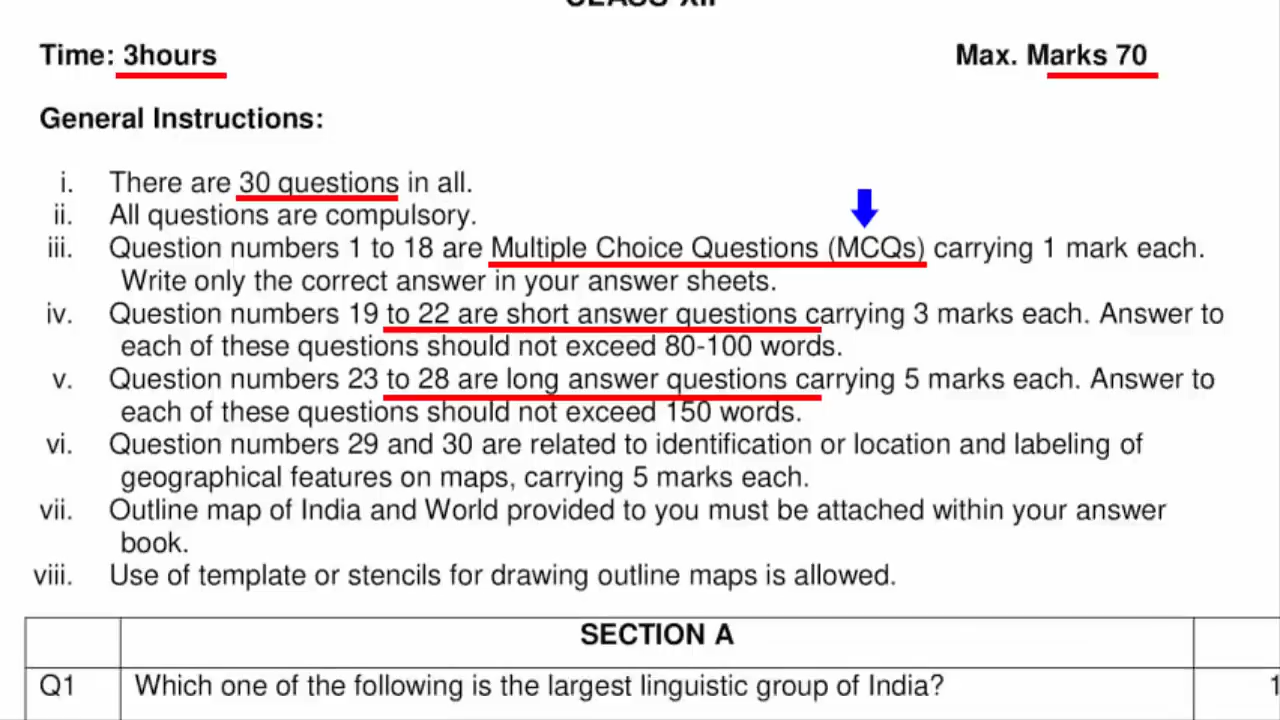 CLASS XII
Time: 3hours Max. Marks 70
General Instructions:
i. There are 30 questions in all.
ii. All questions are compulsory.
iii. Question numbers 1 to 18 are Multiple Choice Questions (MCQs) carrying 1 mark each.
Write only the correct answer in your answer sheets.
iv. Question numbers 19 to 22 are short answer questions carrying 3 marks each. Answer to
each of these questions should not exceed 80-100 words.
v. Question numbers 23 to 28 are long answer questions carrying 5 marks each. Answer to
each of these questions should not exceed 150 words.
vi. Question numbers 29 and 30 are related to identification or location and labeling of
geographical features on maps, carrying 5 marks each.
vii. Outline map of India and World provided to you must be attached within your answer
book.
viii. Use of template or stencils for drawing outline maps is allowed.
SECTION A
Q1 Which one of the following is the largest linguistic group of India? 1